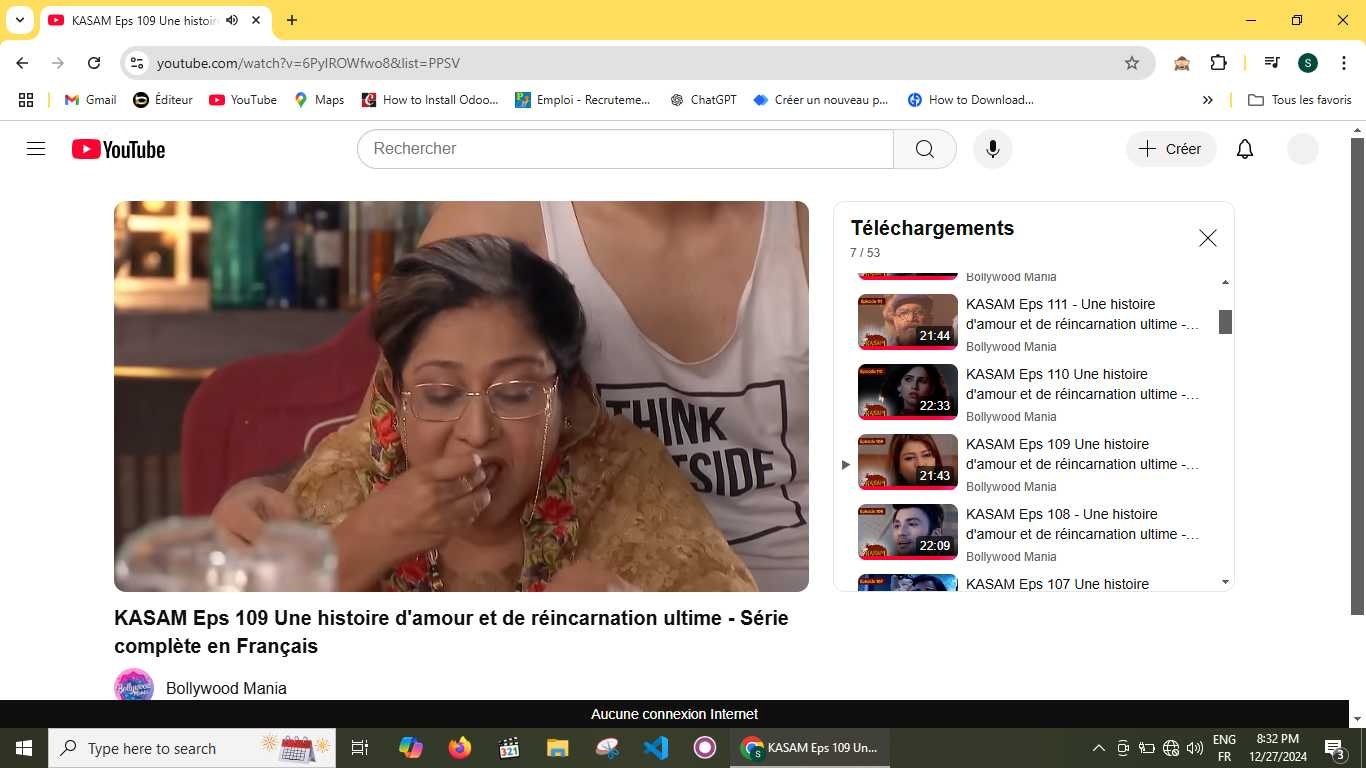 KASAM Eps 109 Une histoir
youtube.com/watch?v=6PylROWfwo8&list=PPSV
S
Gmail
Éditeur
YouTube
Maps
How to Install Odoo...
Emploi - Recruteme...
ChatGPT
Créer un nouveau p...
How to Download...
»
Tous les favoris
YouTube
Rechercher
Créer
THINK
SIDE
Téléchargements
7 / 53
Bollywood Mania
KASAM Eps 111 - Une histoire
d'amour et de réincarnation ultime -...
21:44
Bollywood Mania
KASAM Eps 110 Une histoire
d'amour et de réincarnation ultime -...
22:33
Bollywood Mania
KASAM Eps 109 Une histoire
d'amour et de réincarnation ultime -...
21:43
Bollywood Mania
KASAM Eps 108 - Une histoire
d'amour et de réincarnation ultime -...
22:09
Bollywood Mania
KASAM Eps 107 Une histoire
KASAM Eps 109 Une histoire d'amour et de réincarnation ultime - Série
complète en Français
Bollywood Mania
Aucune connexion Internet
Type here to search
321
KASAM Eps 109 Un...
ENG
FR
8:32 PM
12/27/2024
3